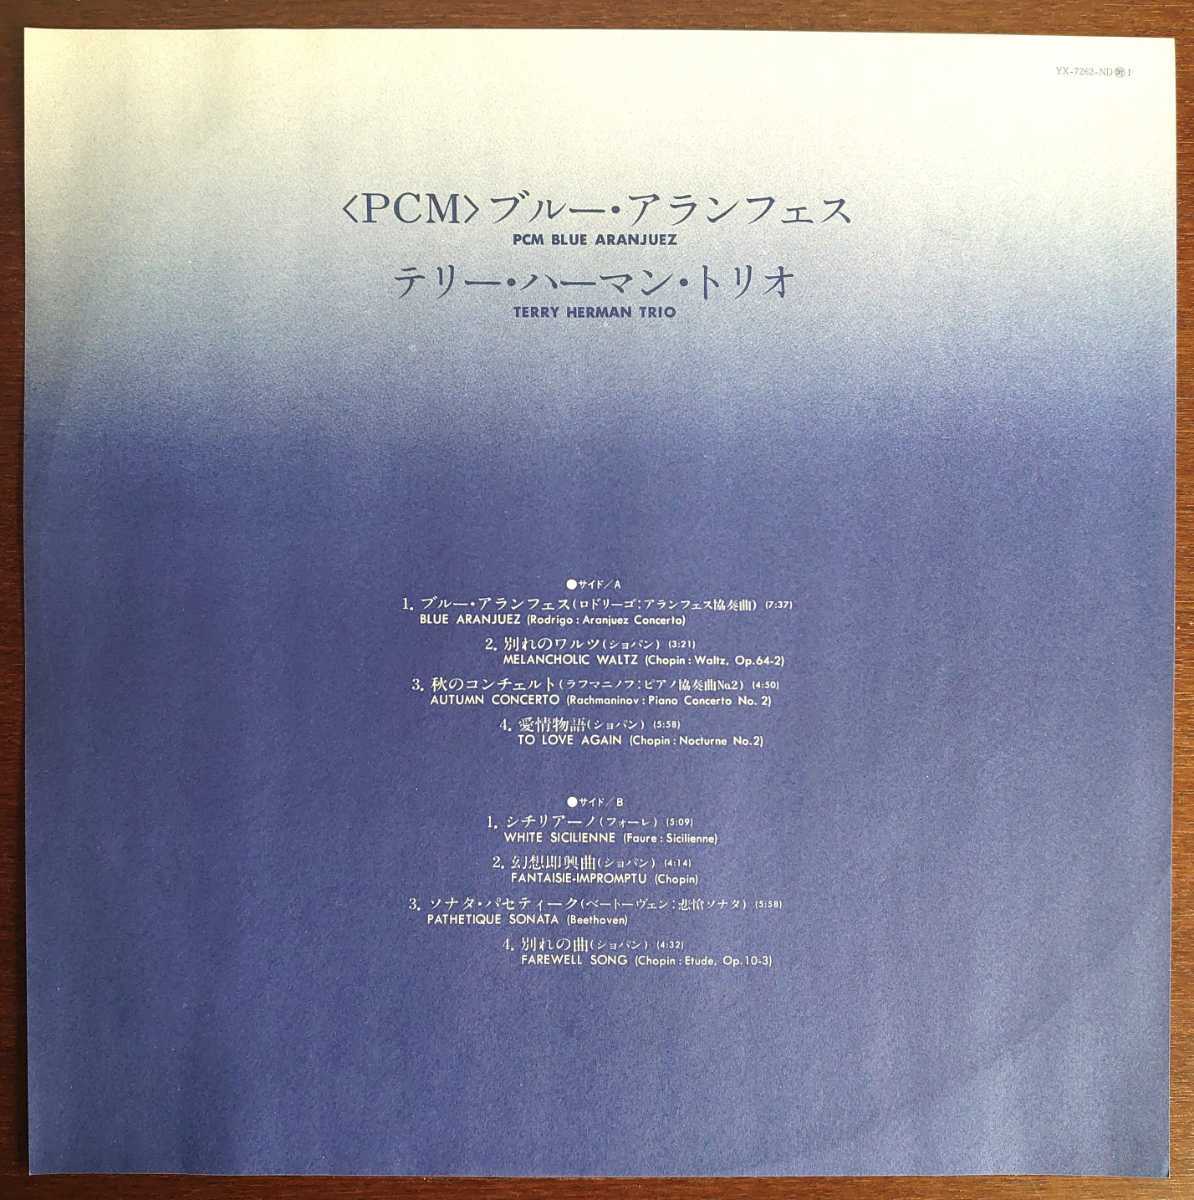 YX-7262-ND
〈PCM〉ブルー・アランフェス
PCM BLUE ARANJUEZ
テリー・ハーマン・トリオ
TERRY HERMAN TRIO
●サイド/A
1. ブルー・アランフェス(ロドリーゴ:アランフェス協奏曲) (7:37)
BLUE ARANJUEZ (Rodrigo: Aranjuez Concerto)
2. 別れのワルツ(ショパン) (3:21)
MELANCHOLIC WALTZ (Chopin: Waltz, Op.64-2)
3. 秋のコンチェルト(ラフマニノフ:ピアノ協奏曲No.2) (4:50)
AUTUMN CONCERTO (Rachmaninov: Piano Concerto No. 2)
4. 愛情物語(ショパン) (5:58)
TO LOVE AGAIN (Chopin: Nocturne No.2)
●サイド/B
1. シチリアーノ(フォーレ) (5:09)
WHITE SICILIENNE (Faure: Sicilienne)
2. 幻想即興曲(ショパン) (4:14)
FANTAISIE-IMPROMPTU (Chopin)
3. ソナタ・パセティーク(ベートーヴェン:悲愴ソナタ) (5:58)
PATHETIQUE SONATA (Beethoven)
4. 別れの曲(ショパン) (4:32)
FAREWELL SONG (Chopin: Etude, Op.10-3)